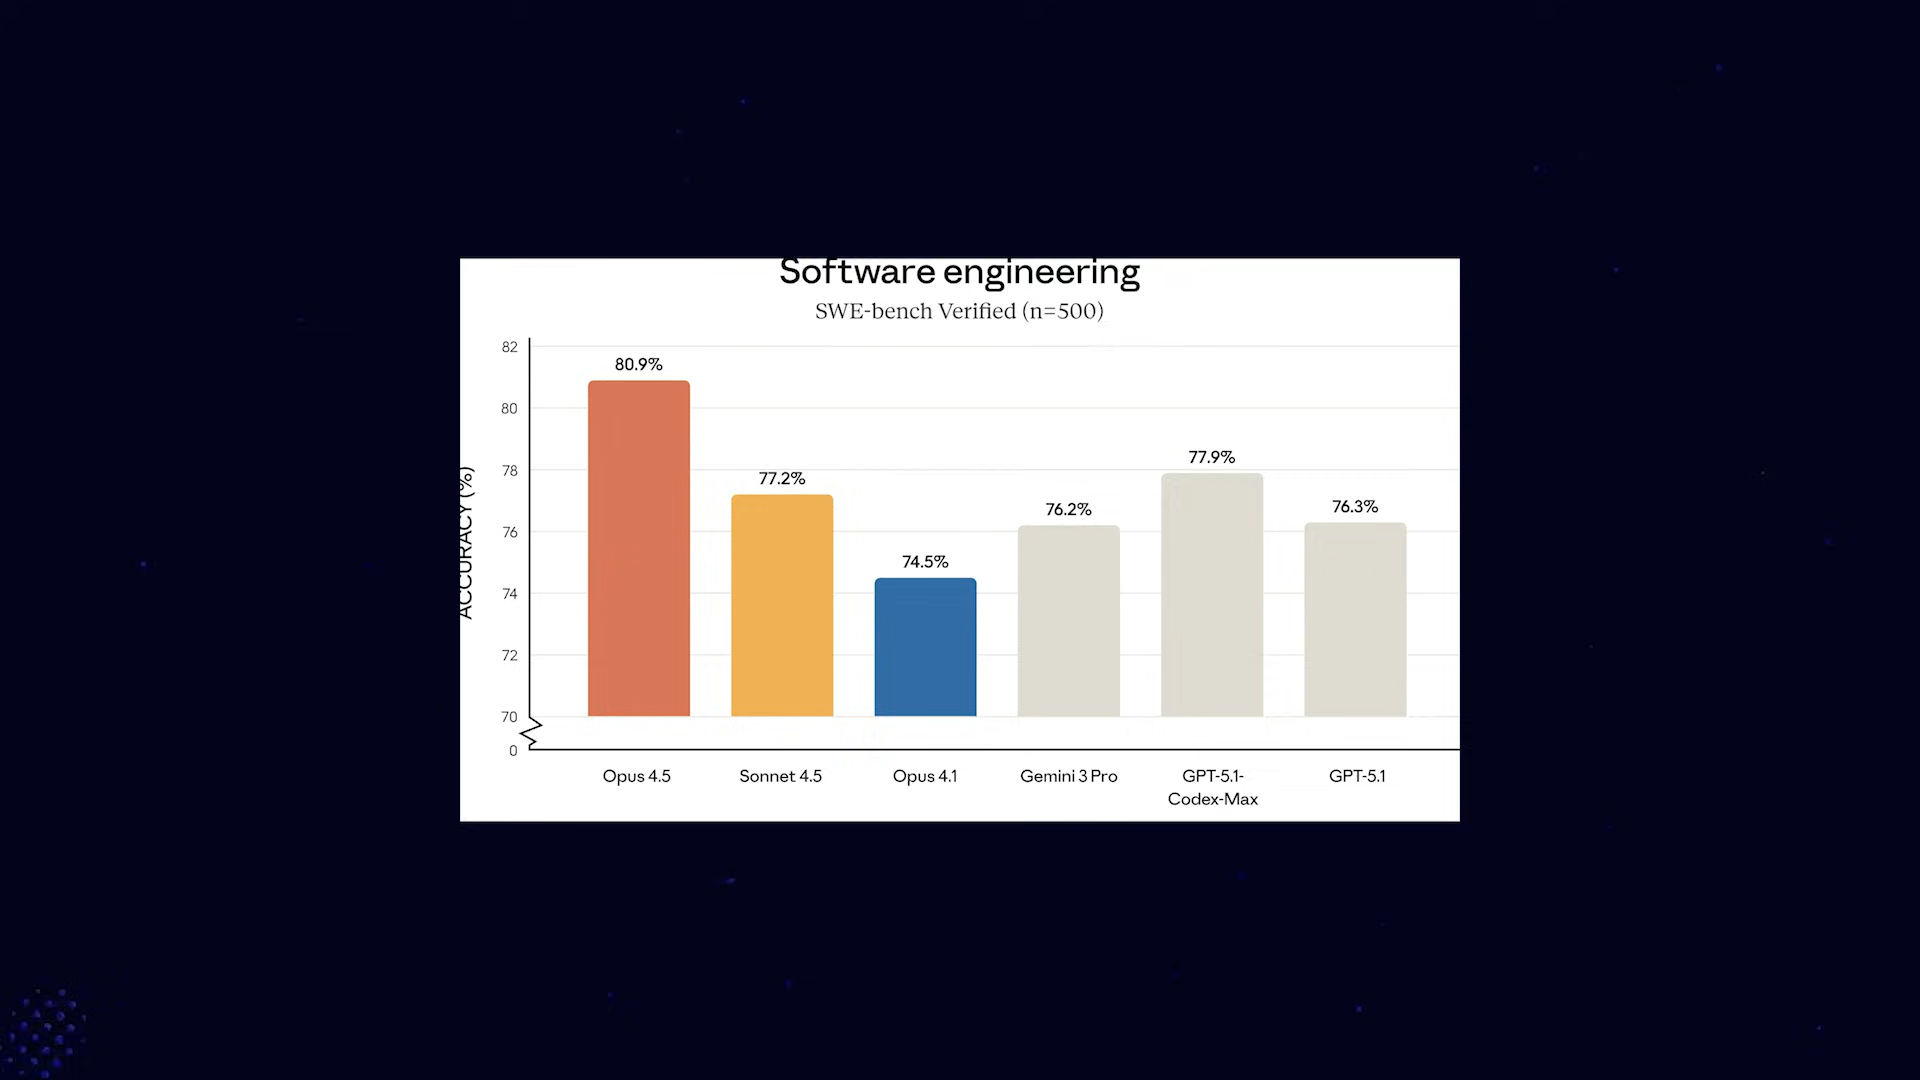 Software engineering
SWE-bench Verified (n=500)
ACCURACY (%)
82
80
78
76
74
72
70
0
80.9%
77.2%
74.5%
76.2%
77.9%
76.3%
Opus 4.5
Sonnet 4.5
Opus 4.1
Gemini 3 Pro
GPT-5.1-
Codex-Max
GPT-5.1